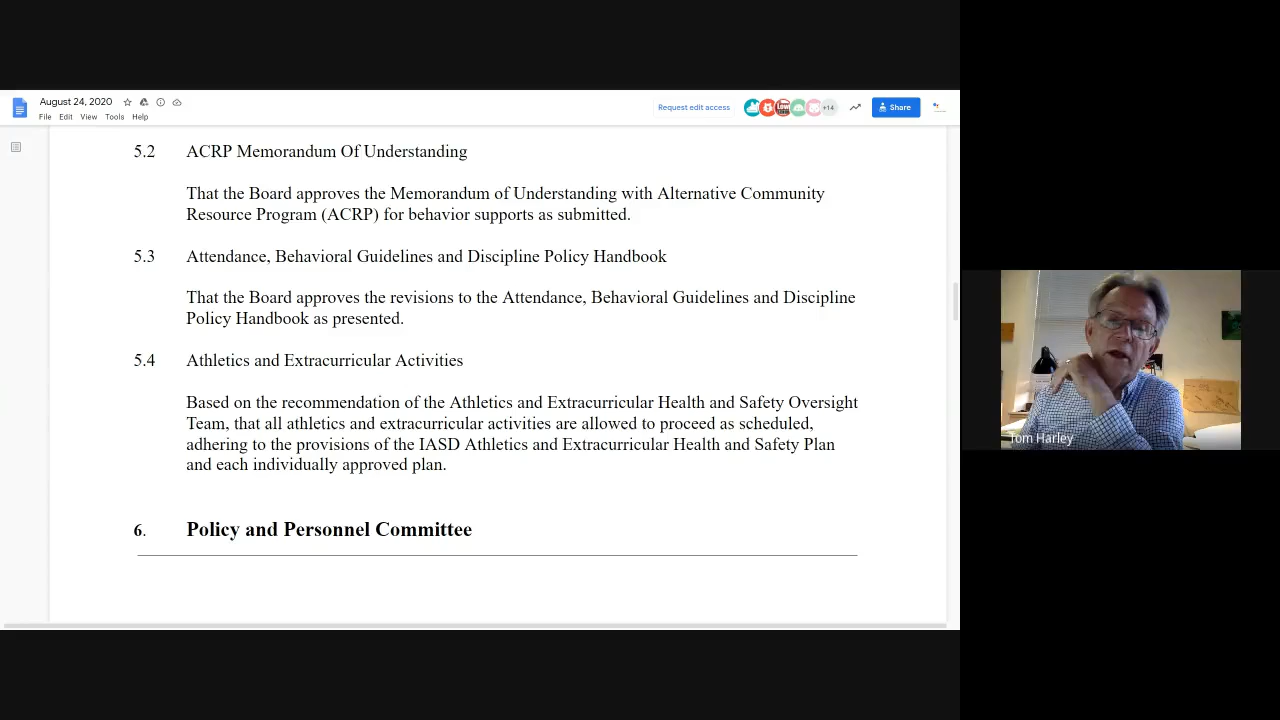 August 24, 2020
File Edit View Tools Help
Request edit access
+14
Share
5.2 ACRP Memorandum Of Understanding
That the Board approves the Memorandum of Understanding with Alternative Community
Resource Program (ACRP) for behavior supports as submitted.
5.3 Attendance, Behavioral Guidelines and Discipline Policy Handbook
That the Board approves the revisions to the Attendance, Behavioral Guidelines and Discipline
Policy Handbook as presented.
5.4 Athletics and Extracurricular Activities
Based on the recommendation of the Athletics and Extracurricular Health and Safety Oversight
Team, that all athletics and extracurricular activities are allowed to proceed as scheduled,
adhering to the provisions of the IASD Athletics and Extracurricular Health and Safety Plan
and each individually approved plan.
6. Policy and Personnel Committee
Tom Harley